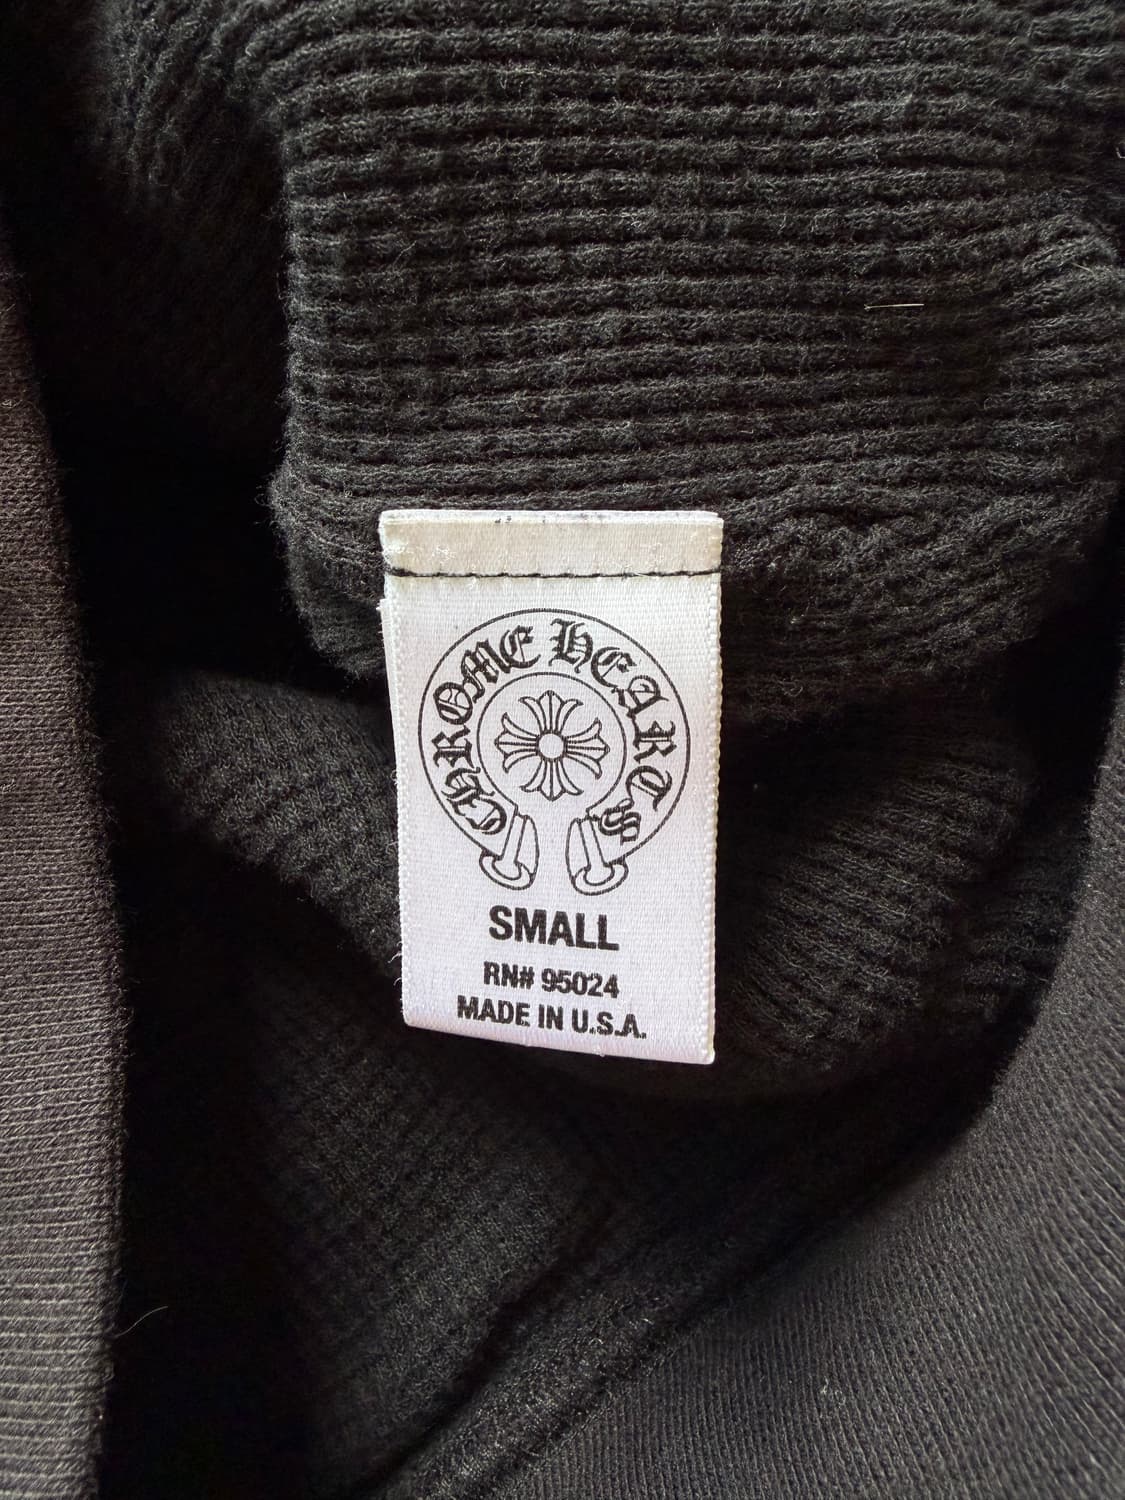 CHROME HEARTS
SMALL
RN# 95024
MADE IN U.S.A.